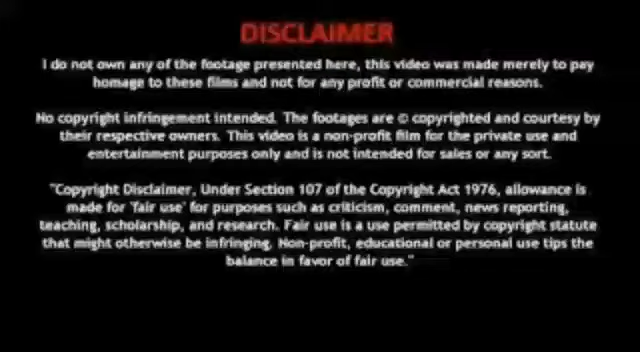 DISCLAIMER
I do not own any of the footage presented here, this video was made merely to pay
homage to these films and not for any profit or commercial reasons.
No copyright infringement intended. The footages are © copyrighted and courtesy by
their respective owners. This video is a non-profit film for the private use and
entertainment purposes only and is not intended for sales or any sort.
"Copyright Disclaimer, Under Section 107 of the Copyright Act 1976, allowance is
made for 'fair use' for purposes such as criticism, comment, news reporting,
teaching, scholarship, and research. Fair use is a use permitted by copyright statute
that might otherwise be infringing. Non-profit, educational or personal use tips the
balance in favor of fair use."